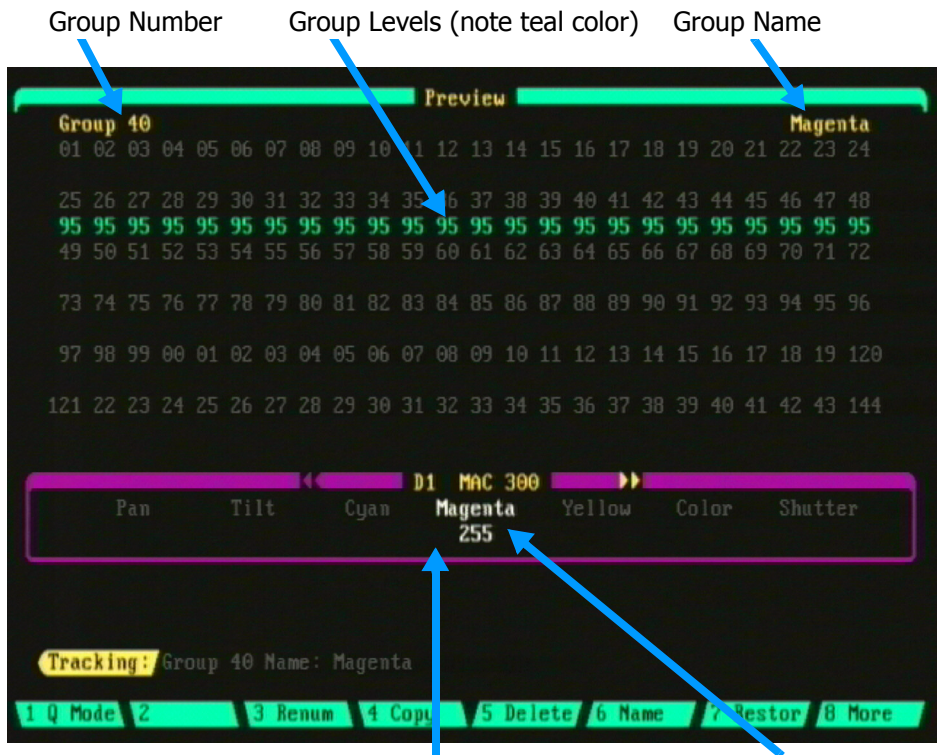 Group Number Group Levels (note teal color) Group Name
Preview
Group 40 Magenta
01 02 03 04 05 06 07 08 09 10 11 12 13 14 15 16 17 18 19 20 21 22 23 24
25 26 27 28 29 30 31 32 33 34 35 36 37 38 39 40 41 42 43 44 45 46 47 48
95 95 95 95 95 95 95 95 95 95 95 95 95 95 95 95 95 95 95 95 95 95 95 95
49 50 51 52 53 54 55 56 57 58 59 60 61 62 63 64 65 66 67 68 69 70 71 72
73 74 75 76 77 78 79 80 81 82 83 84 85 86 87 88 89 90 91 92 93 94 95 96
97 98 99 00 01 02 03 04 05 06 07 08 09 10 11 12 13 14 15 16 17 18 19 120
121 22 23 24 25 26 27 28 29 30 31 32 33 34 35 36 37 38 39 40 41 42 43 144
D1 MAC 300
Pan Tilt Cyan Magenta Yellow Color Shutter
255
Tracking: Group 40 Name: Magenta
1 Q Mode 2 3 Renum 4 Copy 5 Delete 6 Name 7 Restor 8 More